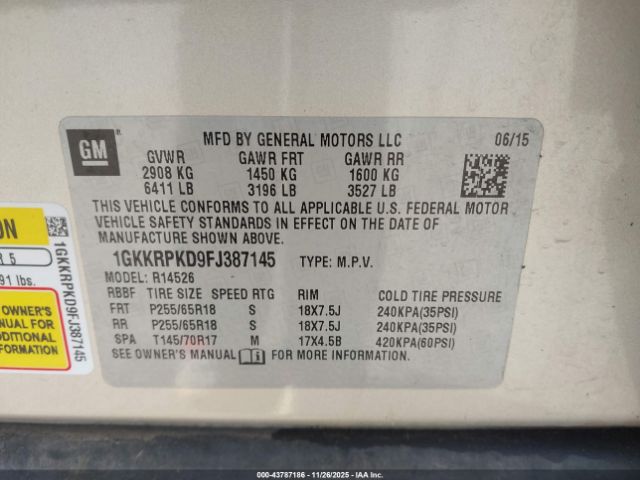 GM
MFD BY GENERAL MOTORS LLC 06/15
GVWR GAWR FRT GAWR RR
2908 KG 1450 KG 1600 KG
6411 LB 3196 LB 3527 LB
THIS VEHICLE CONFORMS TO ALL APPLICABLE U.S. FEDERAL MOTOR
VEHICLE SAFETY STANDARDS IN EFFECT ON THE DATE OF
MANUFACTURE SHOWN ABOVE.
1GKKRPKD9FJ387145 TYPE: M.P.V.
MODEL: R14526
RBBF TIRE SIZE SPEED RTG RIM COLD TIRE PRESSURE
FRT P255/65R18 S 18X7.5J 240KPA(35PSI)
RR P255/65R18 S 18X7.5J 240KPA(35PSI)
SPA T145/70R17 M 17X4.5B 420KPA(60PSI)
SEE OWNER'S MANUAL i FOR MORE INFORMATION
ON
R 5
91 lbs.
OWNER'S
NUAL FOR
DDITIONAL
ORMATION
1GKKRPKD9FJ387145
000-43787186 - 11/26/2025 - IAA Inc.